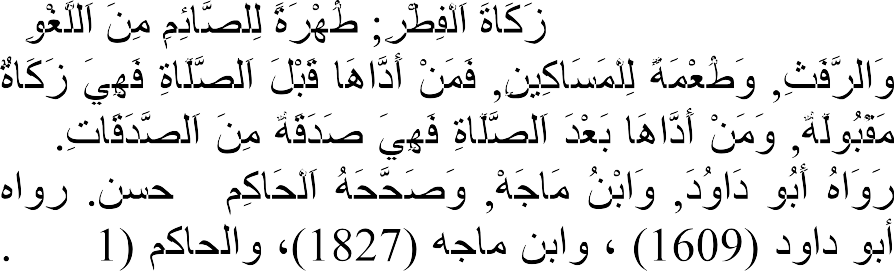 زَكَاةَ اَلْفِطْرِ; طُهْرَةً لِلصَّائِمِ مِنَ اَللَّغْوِ
وَالرَّفَثِ, وَطُعْمَةً لِلْمَسَاكِينِ, فَمَنْ أَدَّاهَا قَبْلَ اَلصَّلَاةِ فَهِيَ زَكَاةٌ
مَقْبُولَةٌ, وَمَنْ أَدَّاهَا بَعْدَ اَلصَّلَاةِ فَهِيَ صَدَقَةٌ مِنَ اَلصَّدَقَاتِ.
رَوَاهُ أَبُو دَاوُدَ, وَابْنُ مَاجَهْ, وَصَحَّحَهُ اَلْحَاكِم حسن. رواه
أبو داود (1609) ، وابن ماجه (1827)، والحاكم (1 .